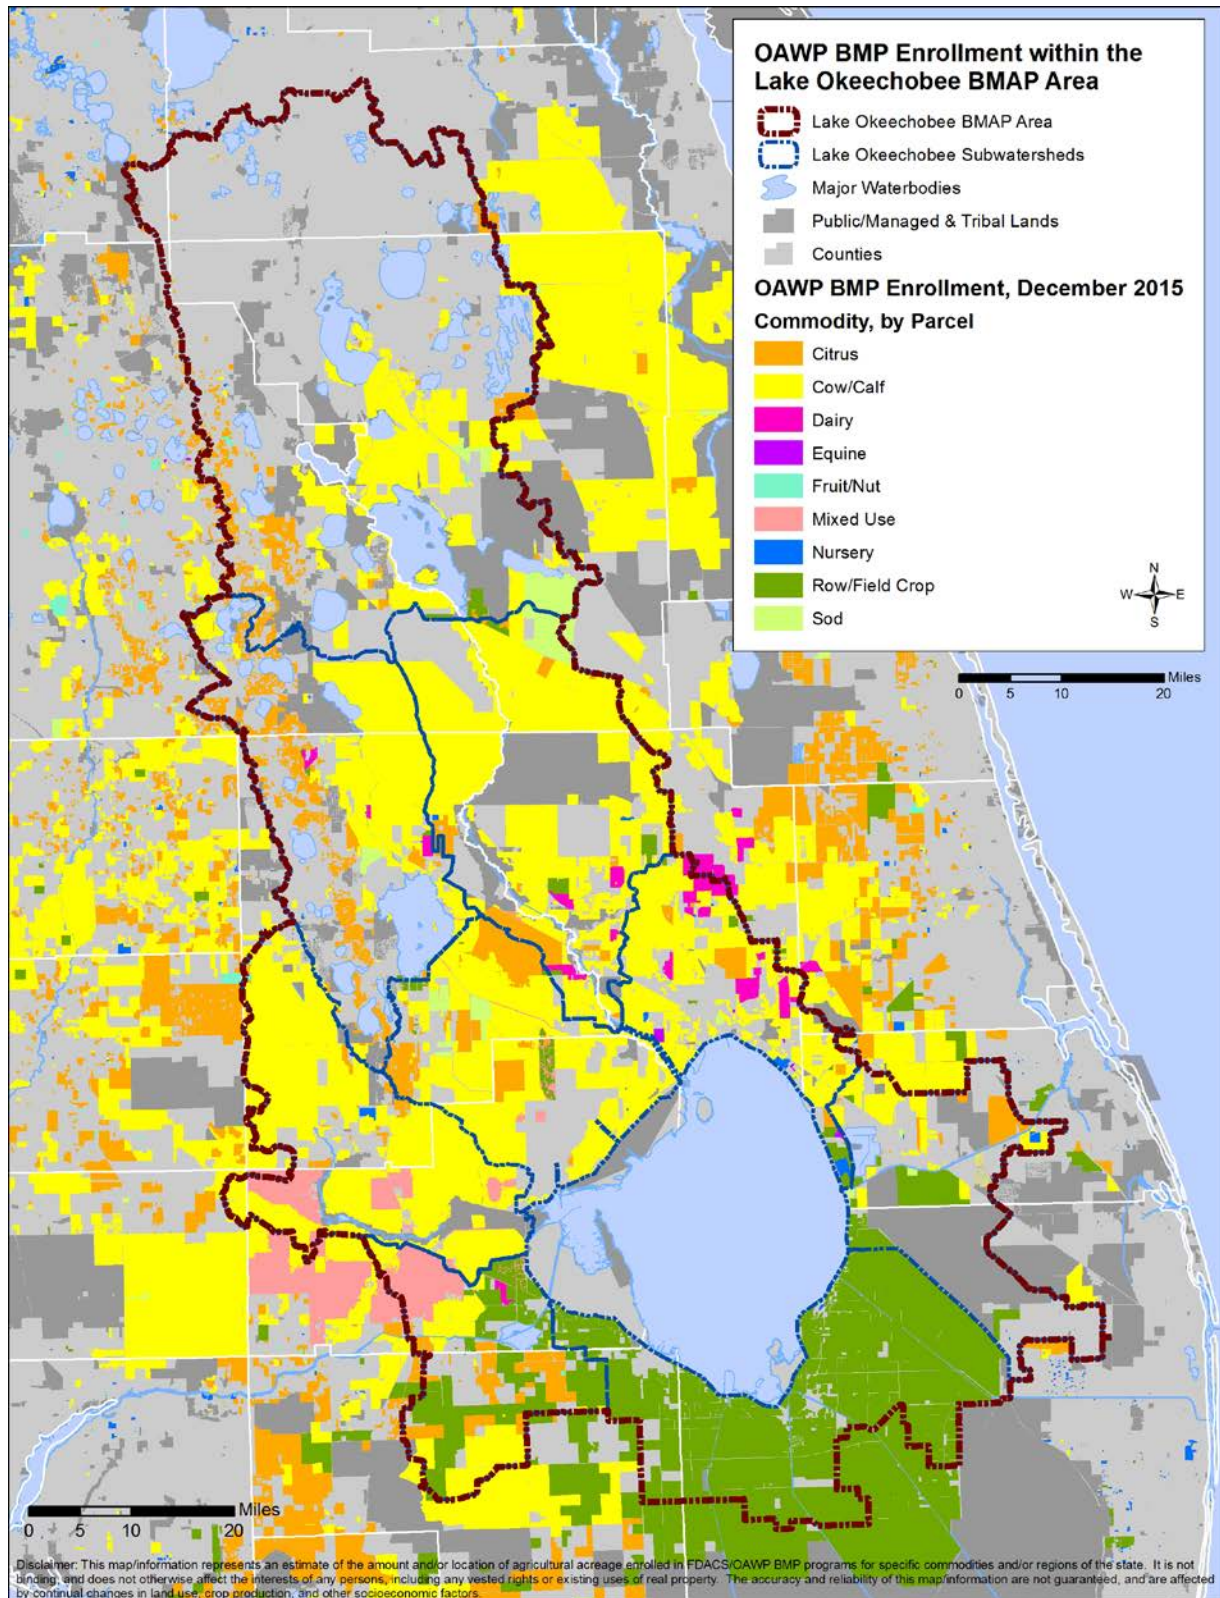 OAWP BMP Enrollment within the
Lake Okeechobee BMAP Area
Lake Okeechobee BMAP Area
Lake Okeechobee Subwatersheds
Major Waterbodies
Public/Managed & Tribal Lands
Counties
OAWP BMP Enrollment, December 2015
Commodity, by Parcel
Citrus
Cow/Calf
Dairy
Equine
Fruit/Nut
Mixed Use
Nursery
Row/Field Crop
Sod
N
W E
S
Miles
0 5 10 20
Miles
0 5 10 20
Disclaimer: This map/information represents an estimate of the amount and/or location of agricultural acreage enrolled in FDACS/OAWP BMP programs for specific commodities and/or regions of the state. It is not
binding, and does not otherwise affect the interests of any persons, including any vested rights or existing uses of real property. The accuracy and reliability of this map/information are not guaranteed, and are affected
by continual changes in land use, crop production, and other socioeconomic factors.